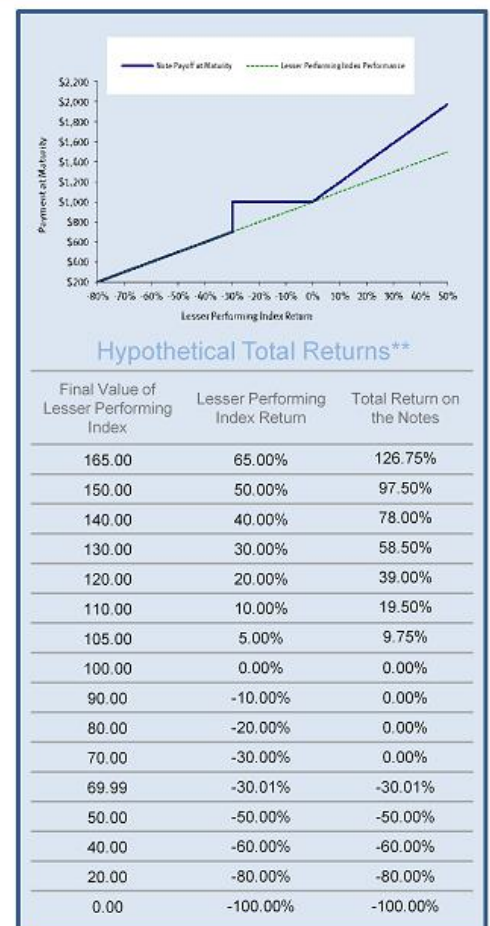 Note Payoff at Maturity Lesser Performing Index Performance
$2,200
$2,000
$1,800
$1,600
$1,400
$1,200
$1,000
$800
$600
$400
$200
Payment at Maturity
-80% -70% -60% -50% -40% -30% -20% -10% 0% 10% 20% 30% 40% 50%
Lesser Performing Index Return
Hypothetical Total Returns**
Final Value of
Lesser Performing
Index
Lesser Performing
Index Return
Total Return on
the Notes
165.00 65.00% 126.75%
150.00 50.00% 97.50%
140.00 40.00% 78.00%
130.00 30.00% 58.50%
120.00 20.00% 39.00%
110.00 10.00% 19.50%
105.00 5.00% 9.75%
100.00 0.00% 0.00%
90.00 -10.00% 0.00%
80.00 -20.00% 0.00%
70.00 -30.00% 0.00%
69.99 -30.01% -30.01%
50.00 -50.00% -50.00%
40.00 -60.00% -60.00%
20.00 -80.00% -80.00%
0.00 -100.00% -100.00%